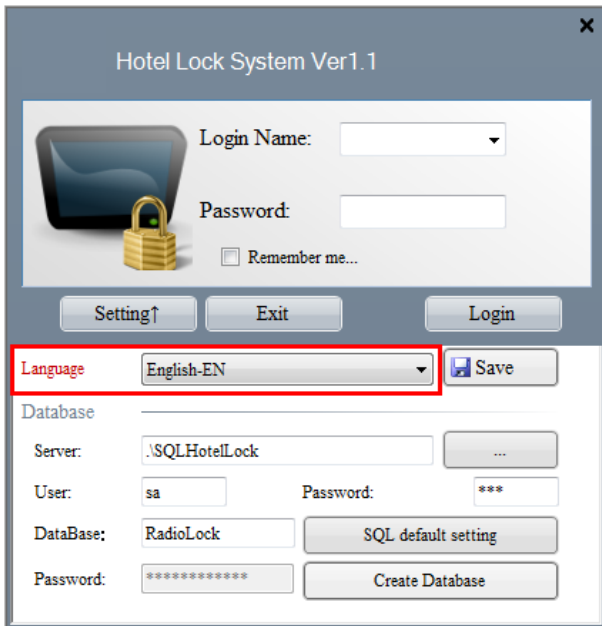 Hotel Lock System Ver1.1
Login Name:
Password:
Remember me...
Setting↑ Exit Login
Language English-EN Save
Database
Server: .\SQLHotelLock ...
User: sa Password: ***
DataBase: RadioLock SQL default setting
Password: ************ Create Database